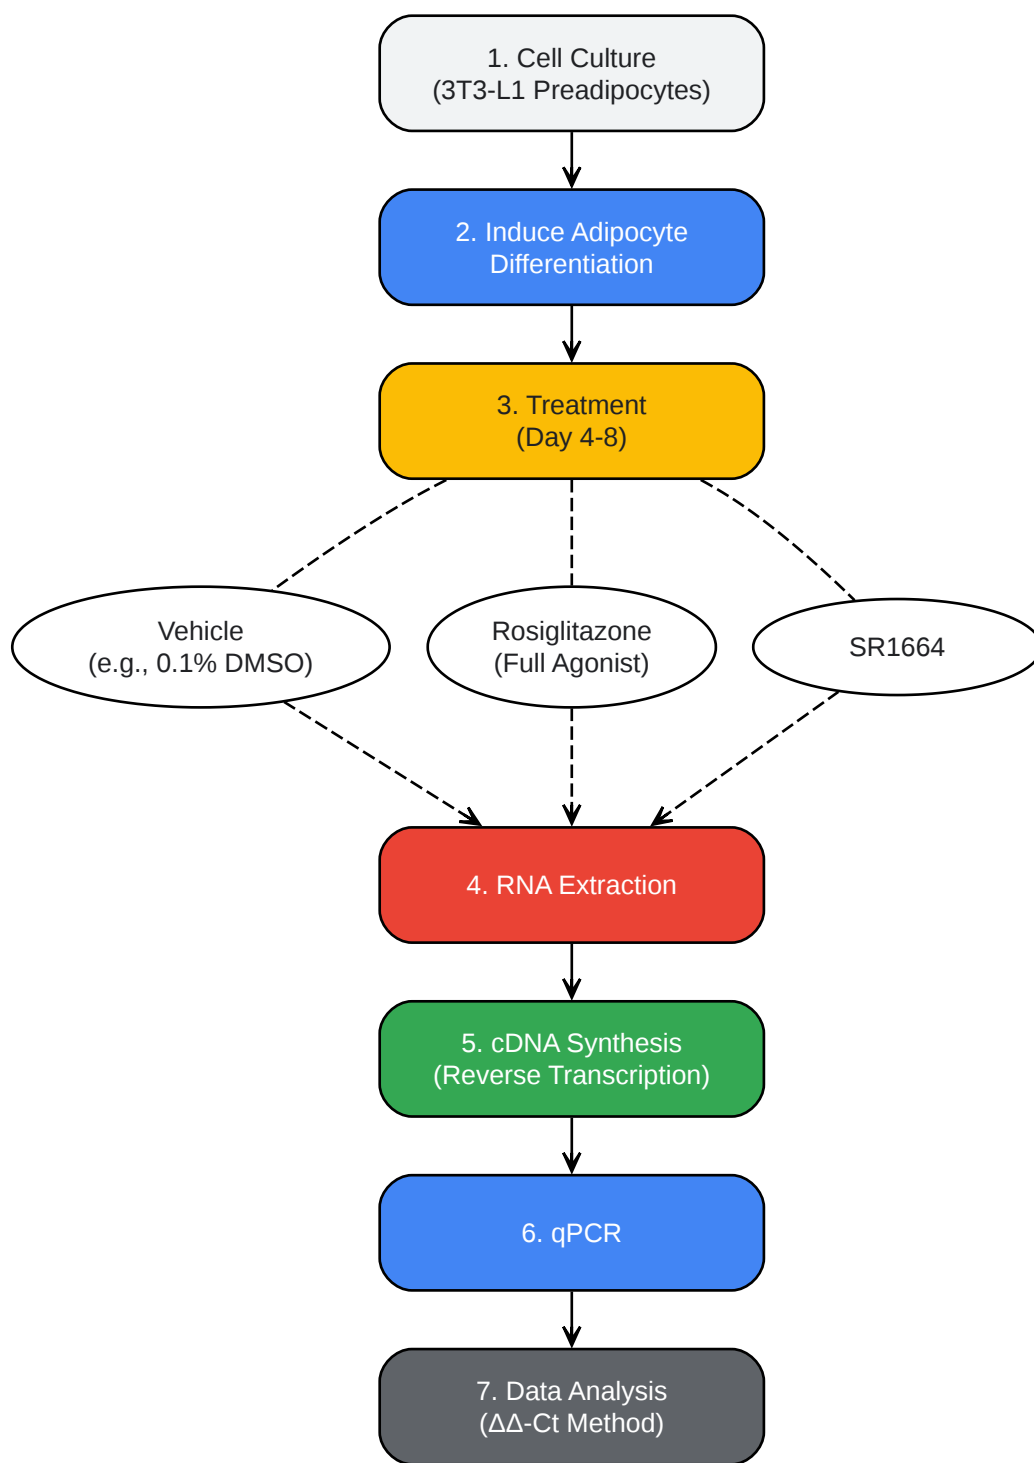 1. Cell Culture
(3T3-L1 Preadipocytes)
2. Induce Adipocyte
Differentiation
3. Treatment
(Day 4-8)
Vehicle
(e.g., 0.1% DMSO)
Rosiglitazone
(Full Agonist)
SR1664
4. RNA Extraction
5. cDNA Synthesis
(Reverse Transcription)
6. qPCR
7. Data Analysis
(ΔΔ-Ct Method)